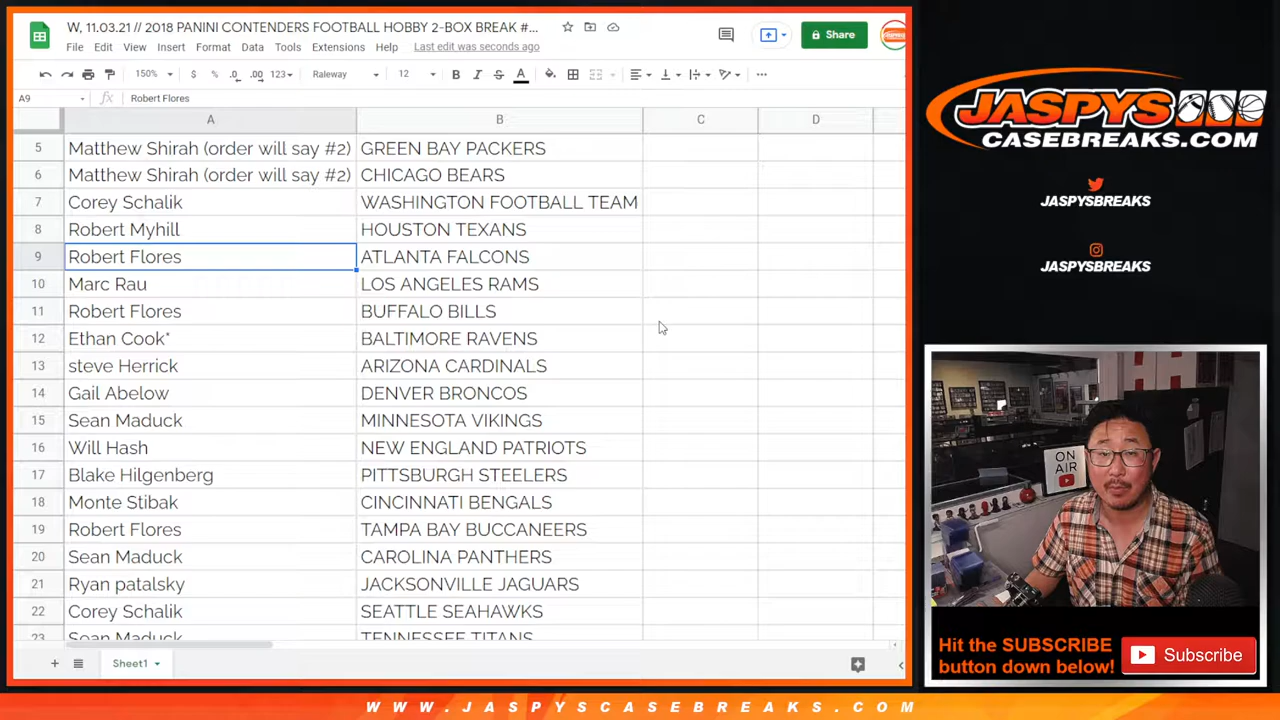 W, 11.03.21 // 2018 PANINI CONTENDERS FOOTBALL HOBBY 2-BOX BREAK #...
File Edit View Insert Format Data Tools Extensions Help Last edit was seconds ago
Share
150% $ % .0 .00 123 Raleway 12 B I S A
A9 fx Robert Flores
A B C D
5 Matthew Shirah (order will say #2) GREEN BAY PACKERS
6 Matthew Shirah (order will say #2) CHICAGO BEARS
7 Corey Schalik WASHINGTON FOOTBALL TEAM
8 Robert Myhill HOUSTON TEXANS
9 Robert Flores ATLANTA FALCONS
10 Marc Rau LOS ANGELES RAMS
11 Robert Flores BUFFALO BILLS
12 Ethan Cook* BALTIMORE RAVENS
13 steve Herrick ARIZONA CARDINALS
14 Gail Abelow DENVER BRONCOS
15 Sean Maduck MINNESOTA VIKINGS
16 Will Hash NEW ENGLAND PATRIOTS
17 Blake Hilgenberg PITTSBURGH STEELERS
18 Monte Stibak CINCINNATI BENGALS
19 Robert Flores TAMPA BAY BUCCANEERS
20 Sean Maduck CAROLINA PANTHERS
21 Ryan patalsky JACKSONVILLE JAGUARS
22 Corey Schalik SEATTLE SEAHAWKS
23 Sean Maduck TENNESSEE TITANS
Sheet1
JASPYS
CASEBREAKS.COM
JASPYSBREAKS
JASPYSBREAKS
ON
AIR
Hit the SUBSCRIBE
button down below!
Subscribe
WWW.JASPYSCASEBREAKS.COM